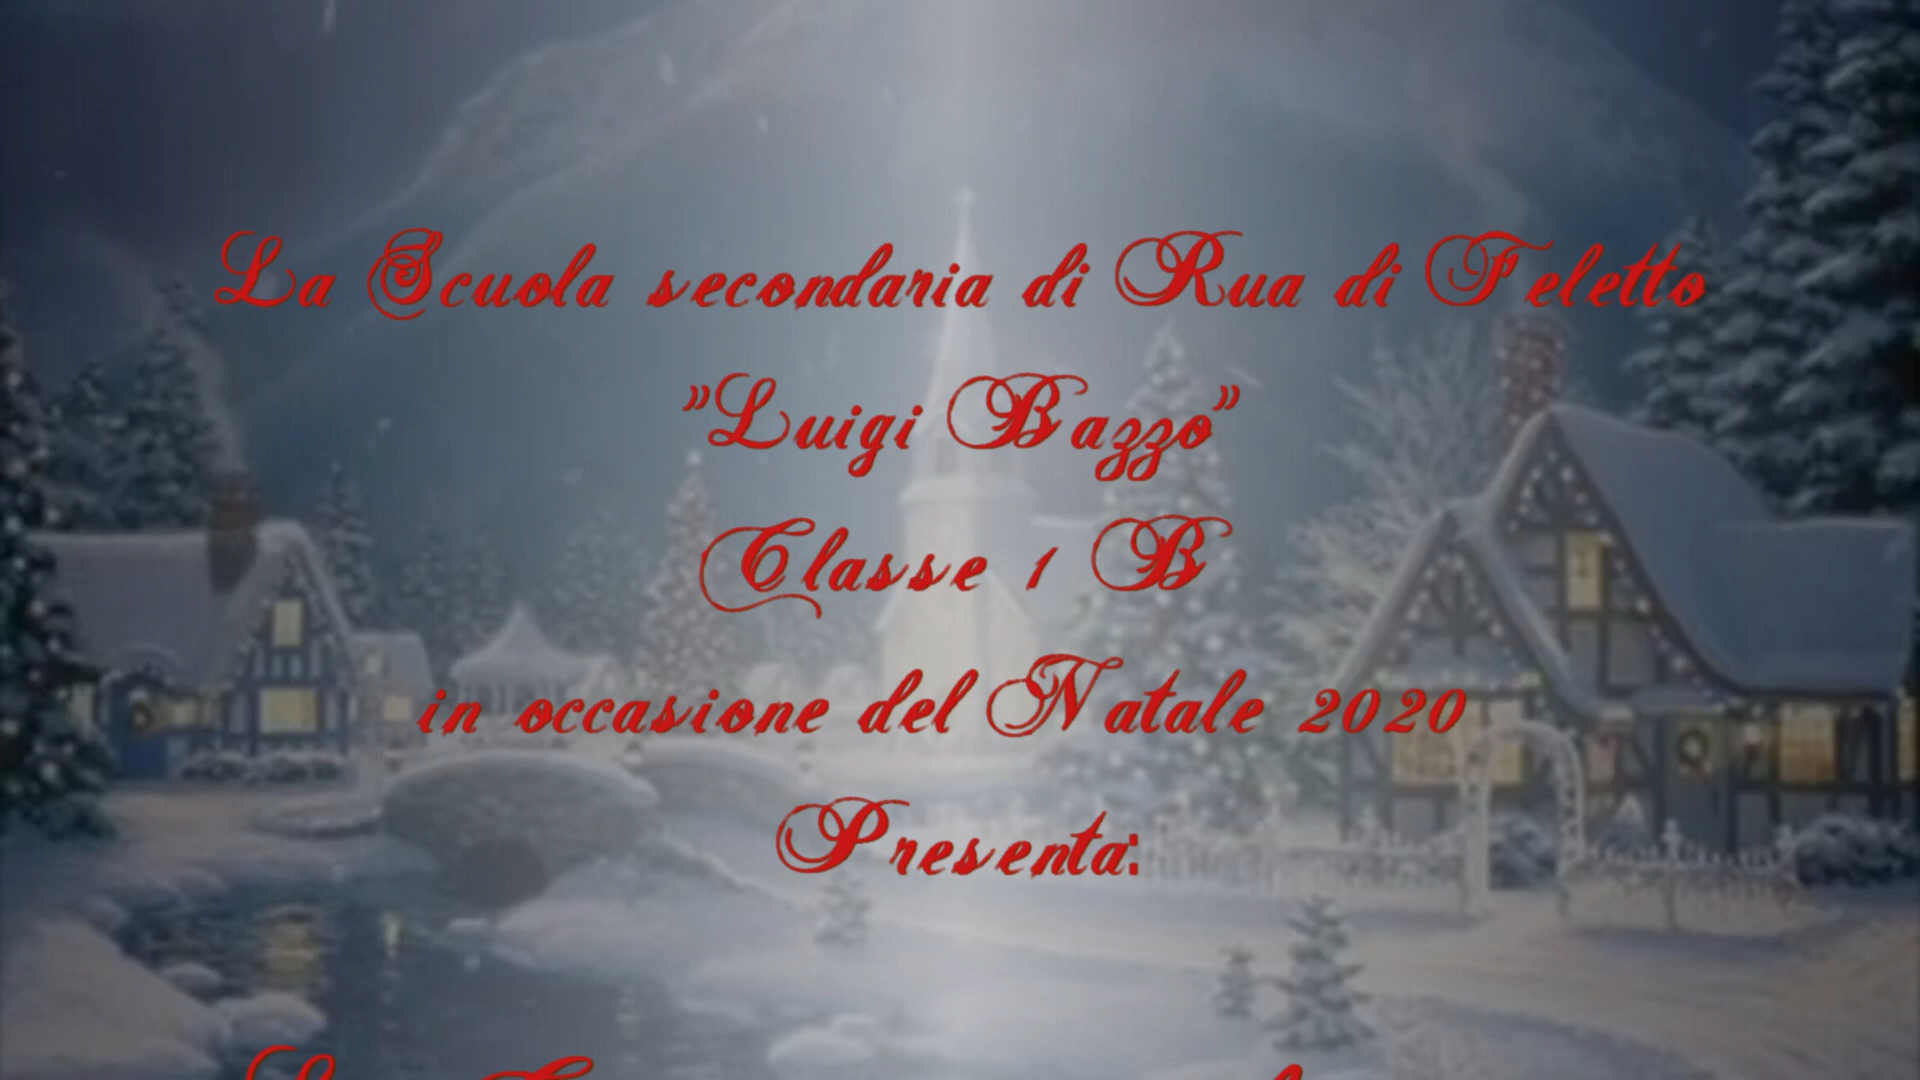 La Scuola secondaria di Rua di Feletto
"Luigi Bazzo"
Classe 1 B
in occasione del Natale 2020
Presenta: